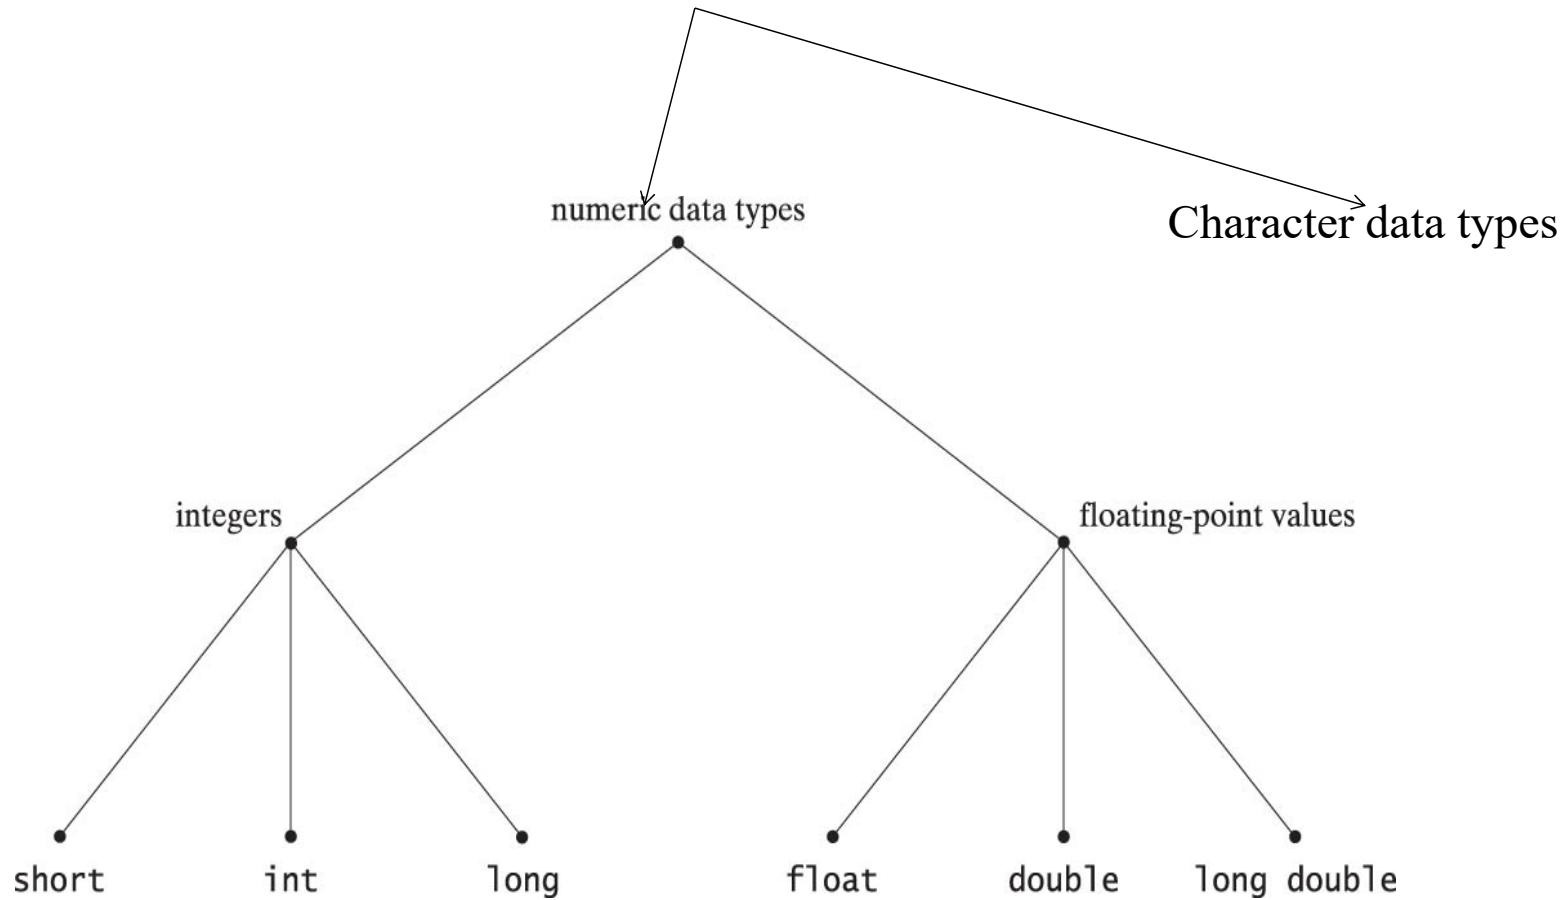 numeric data types
Character data types
integers
floating-point values
short
int
long
float
double
long double